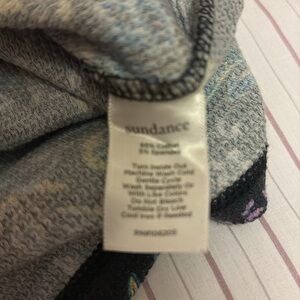 sundance
95% Cotton
5% Spandex
Turn Inside Out
Machine Wash Cold
Gentle Cycle
Wash Separately Or
With Like Colors
Do Not Bleach
Tumble Dry Low
Cool Iron If Needed